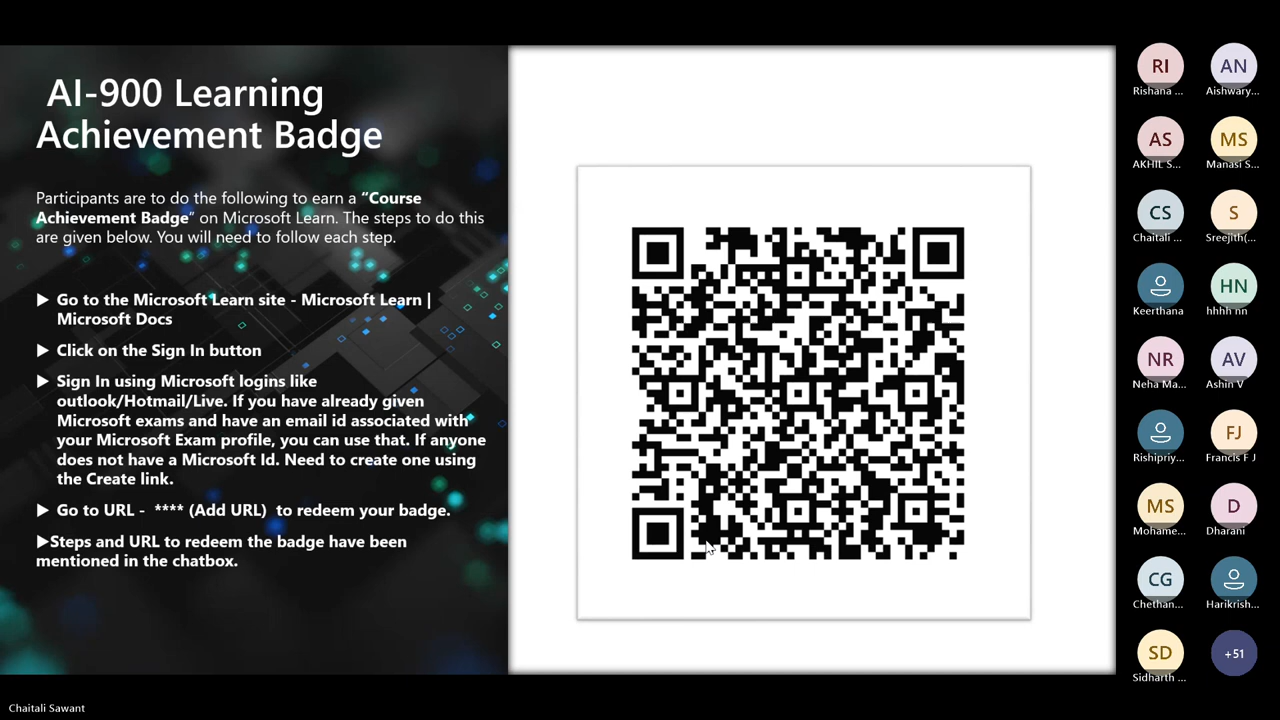 AI-900 Learning
Achievement Badge
Participants are to do the following to earn a “Course
Achievement Badge” on Microsoft Learn. The steps to do this
are given below. You will need to follow each step.
▶ Go to the Microsoft Learn site - Microsoft Learn |
Microsoft Docs
▶ Click on the Sign In button
▶ Sign In using Microsoft logins like
outlook/Hotmail/Live. If you have already given
Microsoft exams and have an email id associated with
your Microsoft Exam profile, you can use that. If anyone
does not have a Microsoft Id. Need to create one using
the Create link.
▶ Go to URL - **** (Add URL) to redeem your badge.
▶Steps and URL to redeem the badge have been
mentioned in the chatbox.
RI AN
Rishana ... Aishwary...
AS MS
AKHIL S... Manasi S...
CS S
Chaitali ... Sreejith(...
HN
Keerthana hhhh nn
NR AV
Neha Ma... Ashin V
FJ
Rishipriy... Francis F J
MS D
Mohame... Dharani
CG
Chethan... Harikrish...
SD +51
Sidharth ...
Chaitali Sawant